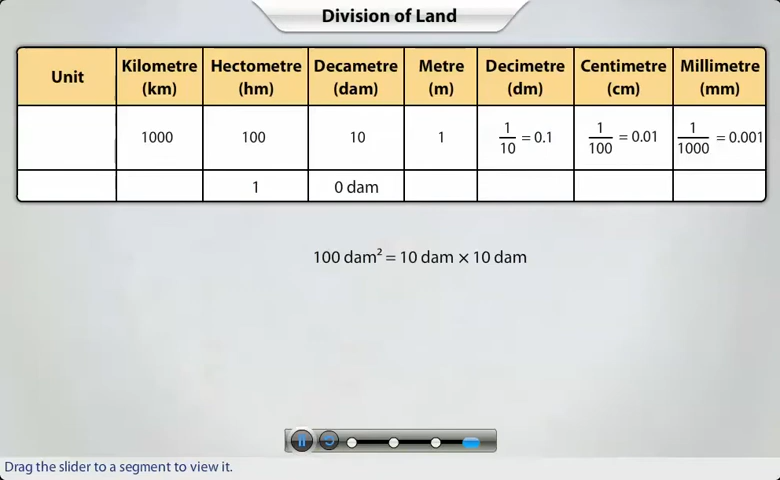 Division of Land
Unit Kilometre (km) Hectometre (hm) Decametre (dam) Metre (m) Decimetre (dm) Centimetre (cm) Millimetre (mm)
1000 100 10 1 1/10 = 0.1 1/100 = 0.01 1/1000 = 0.001
1 0 dam
100 dam² = 10 dam × 10 dam
Drag the slider to a segment to view it.